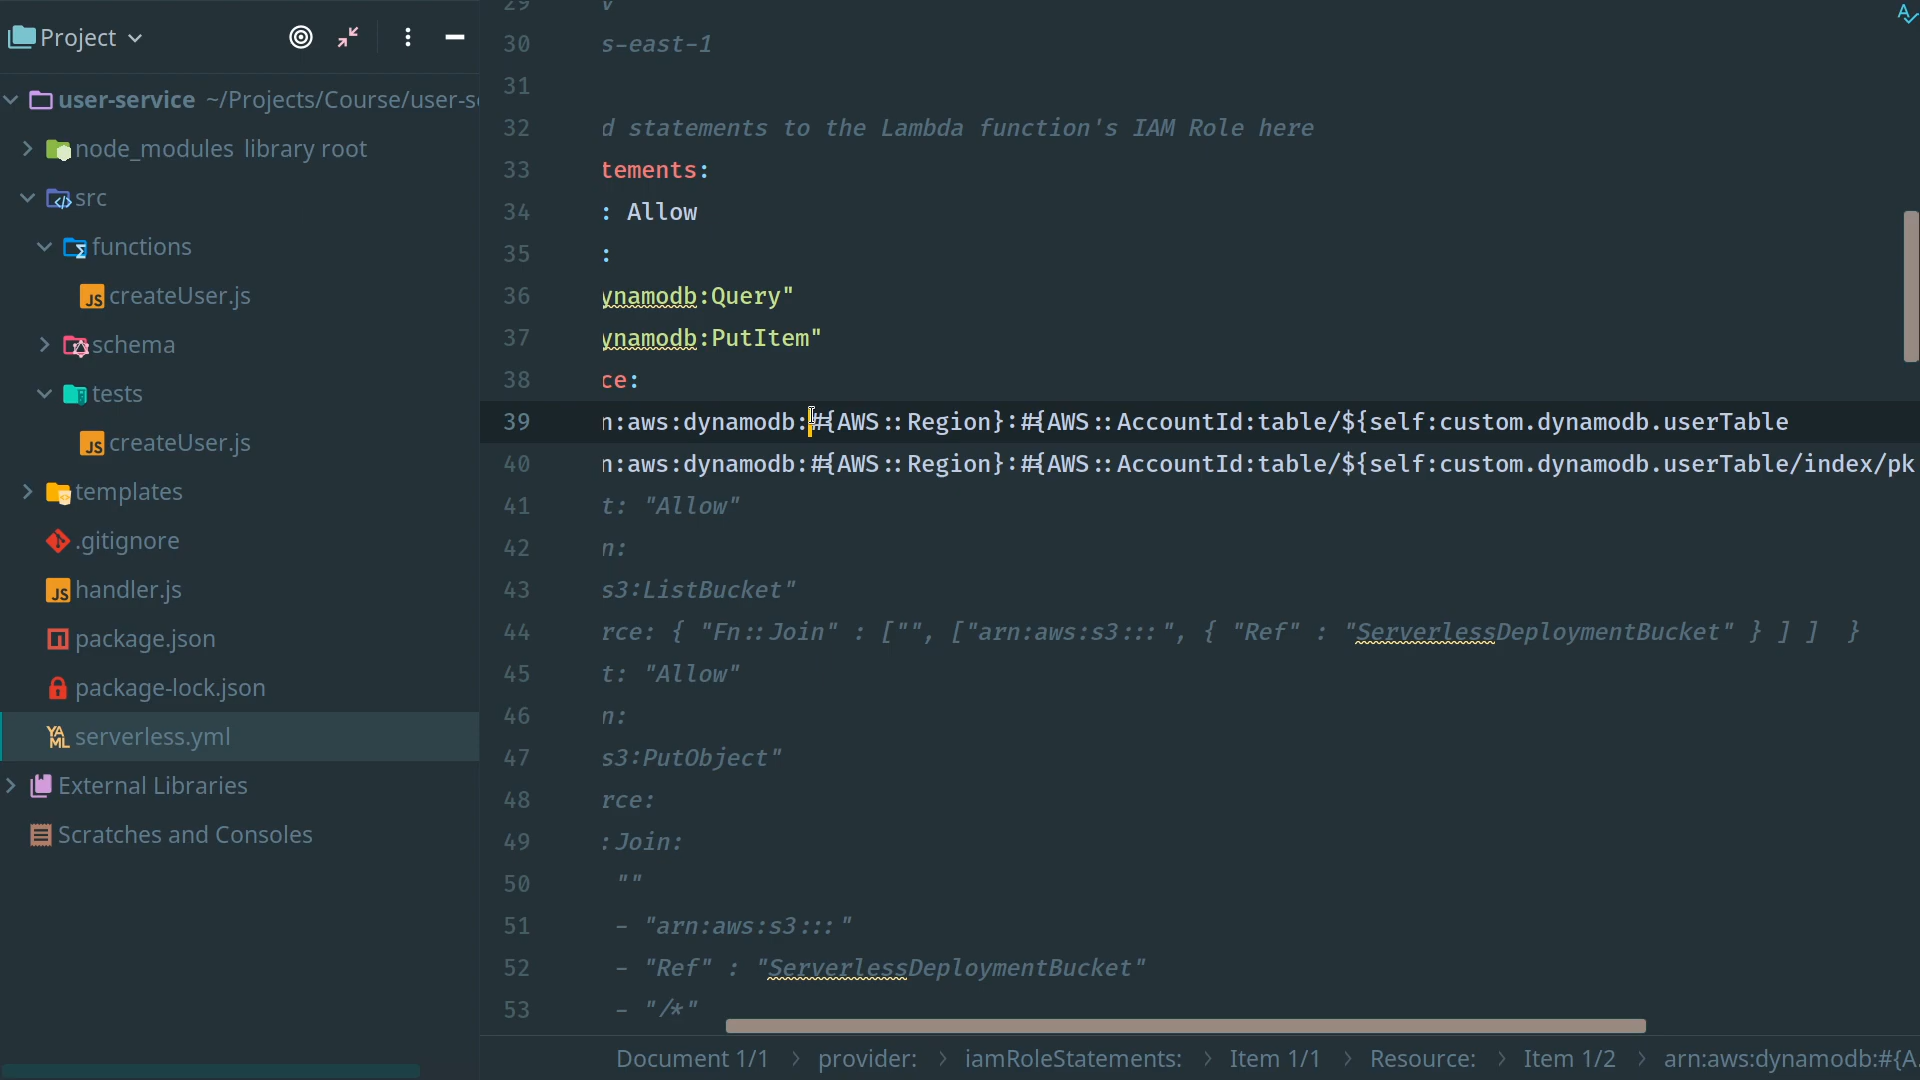 Project
user-service ~/Projects/Course/user-s
node_modules library root
src
functions
createUser.js
schema
tests
createUser.js
templates
.gitignore
handler.js
package.json
package-lock.json
serverless.yml
External Libraries
Scratches and Consoles
29
30 s-east-1
31
32 d statements to the Lambda function's IAM Role here
33 tements:
34 : Allow
35 :
36 ynamodb:Query"
37 ynamodb:PutItem"
38 ce:
39 n:aws:dynamodb:#{AWS::Region}:#{AWS::AccountId:table/${self:custom.dynamodb.userTable
40 n:aws:dynamodb:#{AWS::Region}:#{AWS::AccountId:table/${self:custom.dynamodb.userTable/index/pk
41 t: "Allow"
42 n:
43 s3:ListBucket"
44 rce: { "Fn::Join" : ["", ["arn:aws:s3:::", { "Ref" : "ServerlessDeploymentBucket" } ] ]  }
45 t: "Allow"
46 n:
47 s3:PutObject"
48 rce:
49 :Join:
50 ""
51 - "arn:aws:s3:::"
52 - "Ref" : "ServerlessDeploymentBucket"
53 - "/*"
Document 1/1 > provider: > iamRoleStatements: > Item 1/1 > Resource: > Item 1/2 > arn:aws:dynamodb:#{A